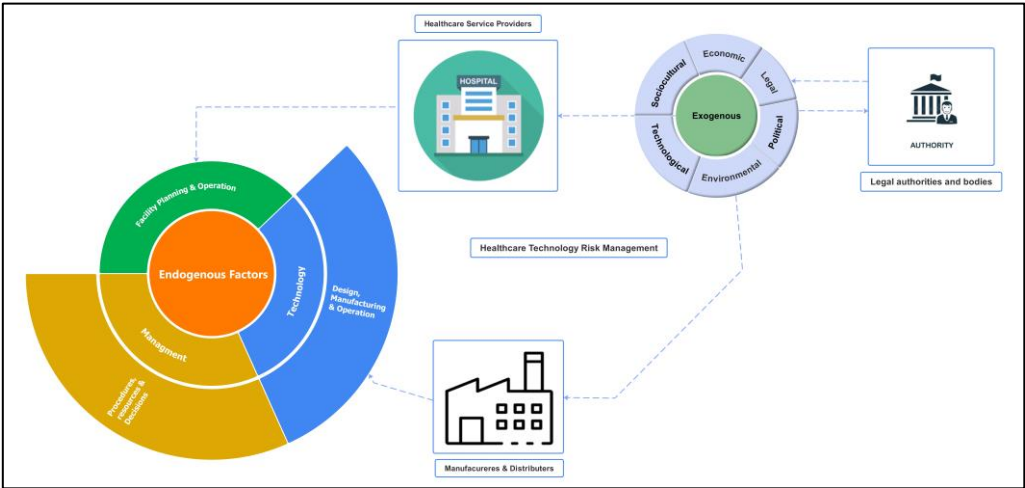 Healthcare Service Providers
HOSPITAL
Economic
Legal
Sociocultural
Exogenous
Political
Technological
Environmental
AUTHORITY
Legal authorities and bodies
Facility Planning & Operation
Endogenous Factors
Technology
Design,
Manufacturing
& Operation
Managment
Procedures,
resources &
Decisions
Healthcare Technology Risk Management
Manufacureres & Distributers